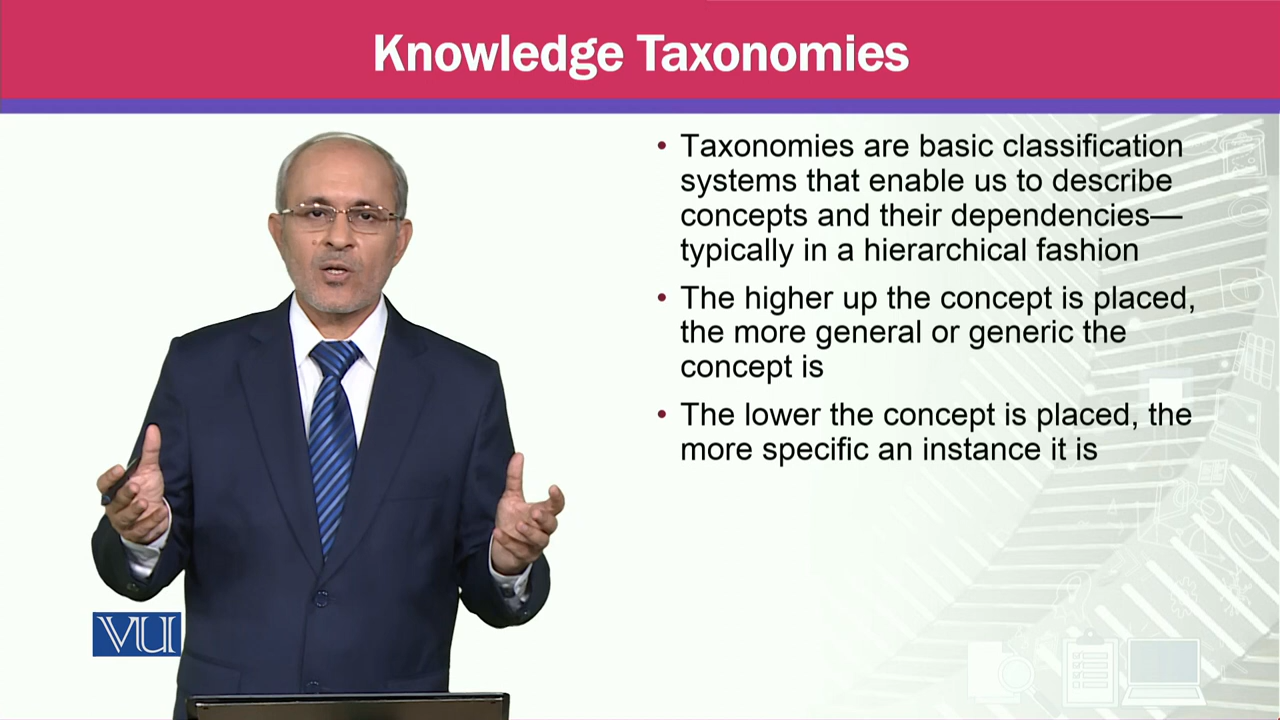 Knowledge Taxonomies
• Taxonomies are basic classification
systems that enable us to describe
concepts and their dependencies—
typically in a hierarchical fashion
• The higher up the concept is placed,
the more general or generic the
concept is
• The lower the concept is placed, the
more specific an instance it is
VU